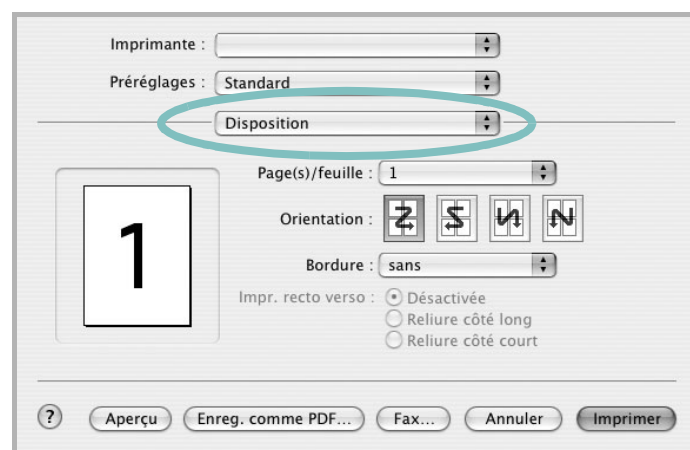 Imprimante :
Préréglages : Standard
Disposition
Page(s)/feuille : 1
Orientation :
1
Bordure : sans
Impr. recto verso : Désactivée
Reliure côté long
Reliure côté court
? Aperçu Enreg. comme PDF... Fax... Annuler Imprimer